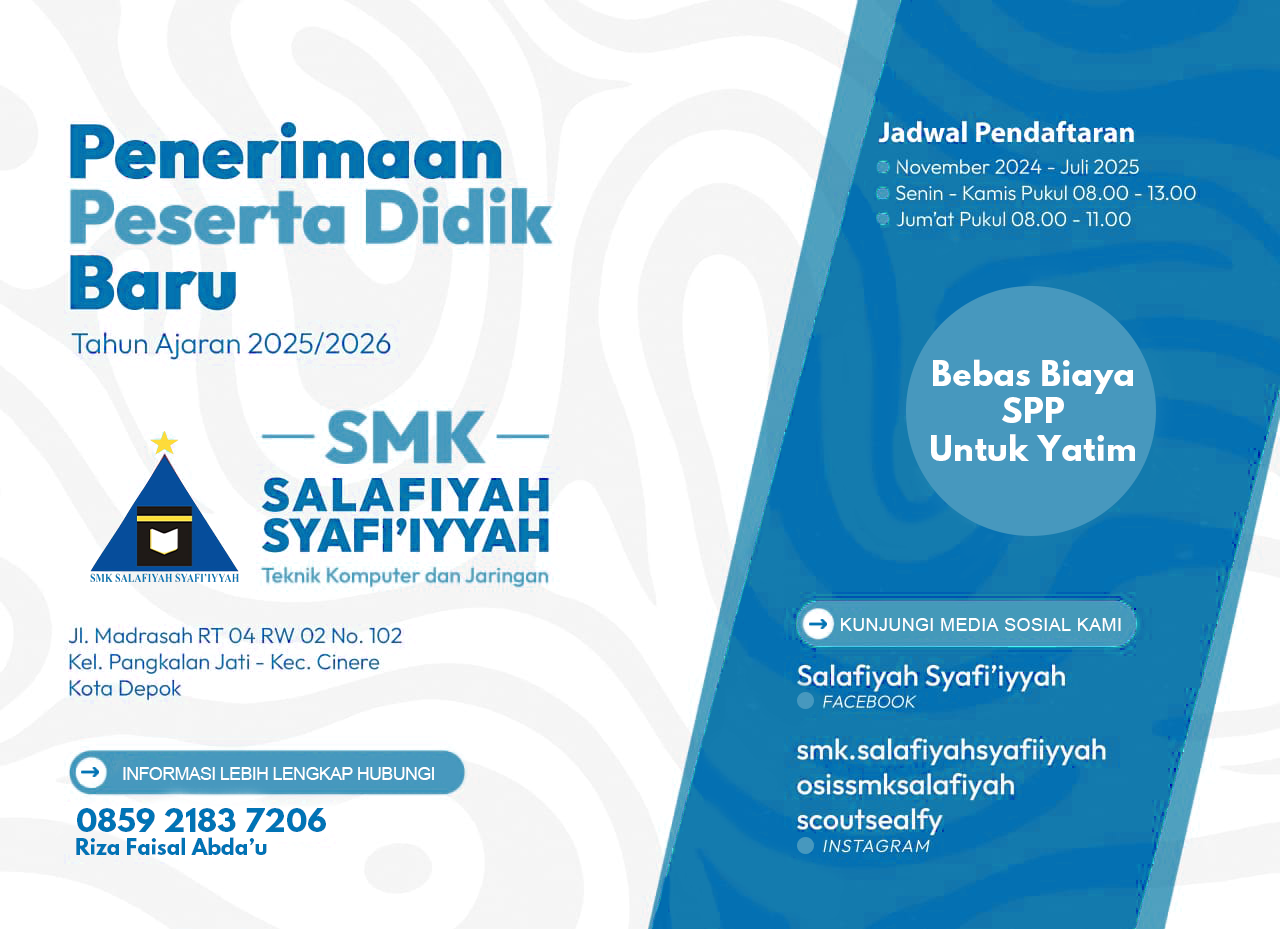 Penerimaan
Peserta Didik
Baru
Tahun Ajaran 2025/2026
SMK
SALAFIYAH
SYAFI'IYYAH
Teknik Komputer dan Jaringan
SMK SALAFIYAH SYAFI'IYYAH
Jl. Madrasah RT 04 RW 02 No. 102
Kel. Pangkalan Jati - Kec. Cinere
Kota Depok
INFORMASI LEBIH LENGKAP HUBUNGI
0859 2183 7206
Riza Faisal Abda'u
Jadwal Pendaftaran
November 2024 - Juli 2025
Senin - Kamis Pukul 08.00 - 13.00
Jum'at Pukul 08.00 - 11.00
Bebas Biaya
SPP
Untuk Yatim
KUNJUNGI MEDIA SOSIAL KAMI
Salafiyah Syafi'iyyah
FACEBOOK
smk.salafiyahsyafiiyyah
osissmksalafiyah
scoutsealfy
INSTAGRAM